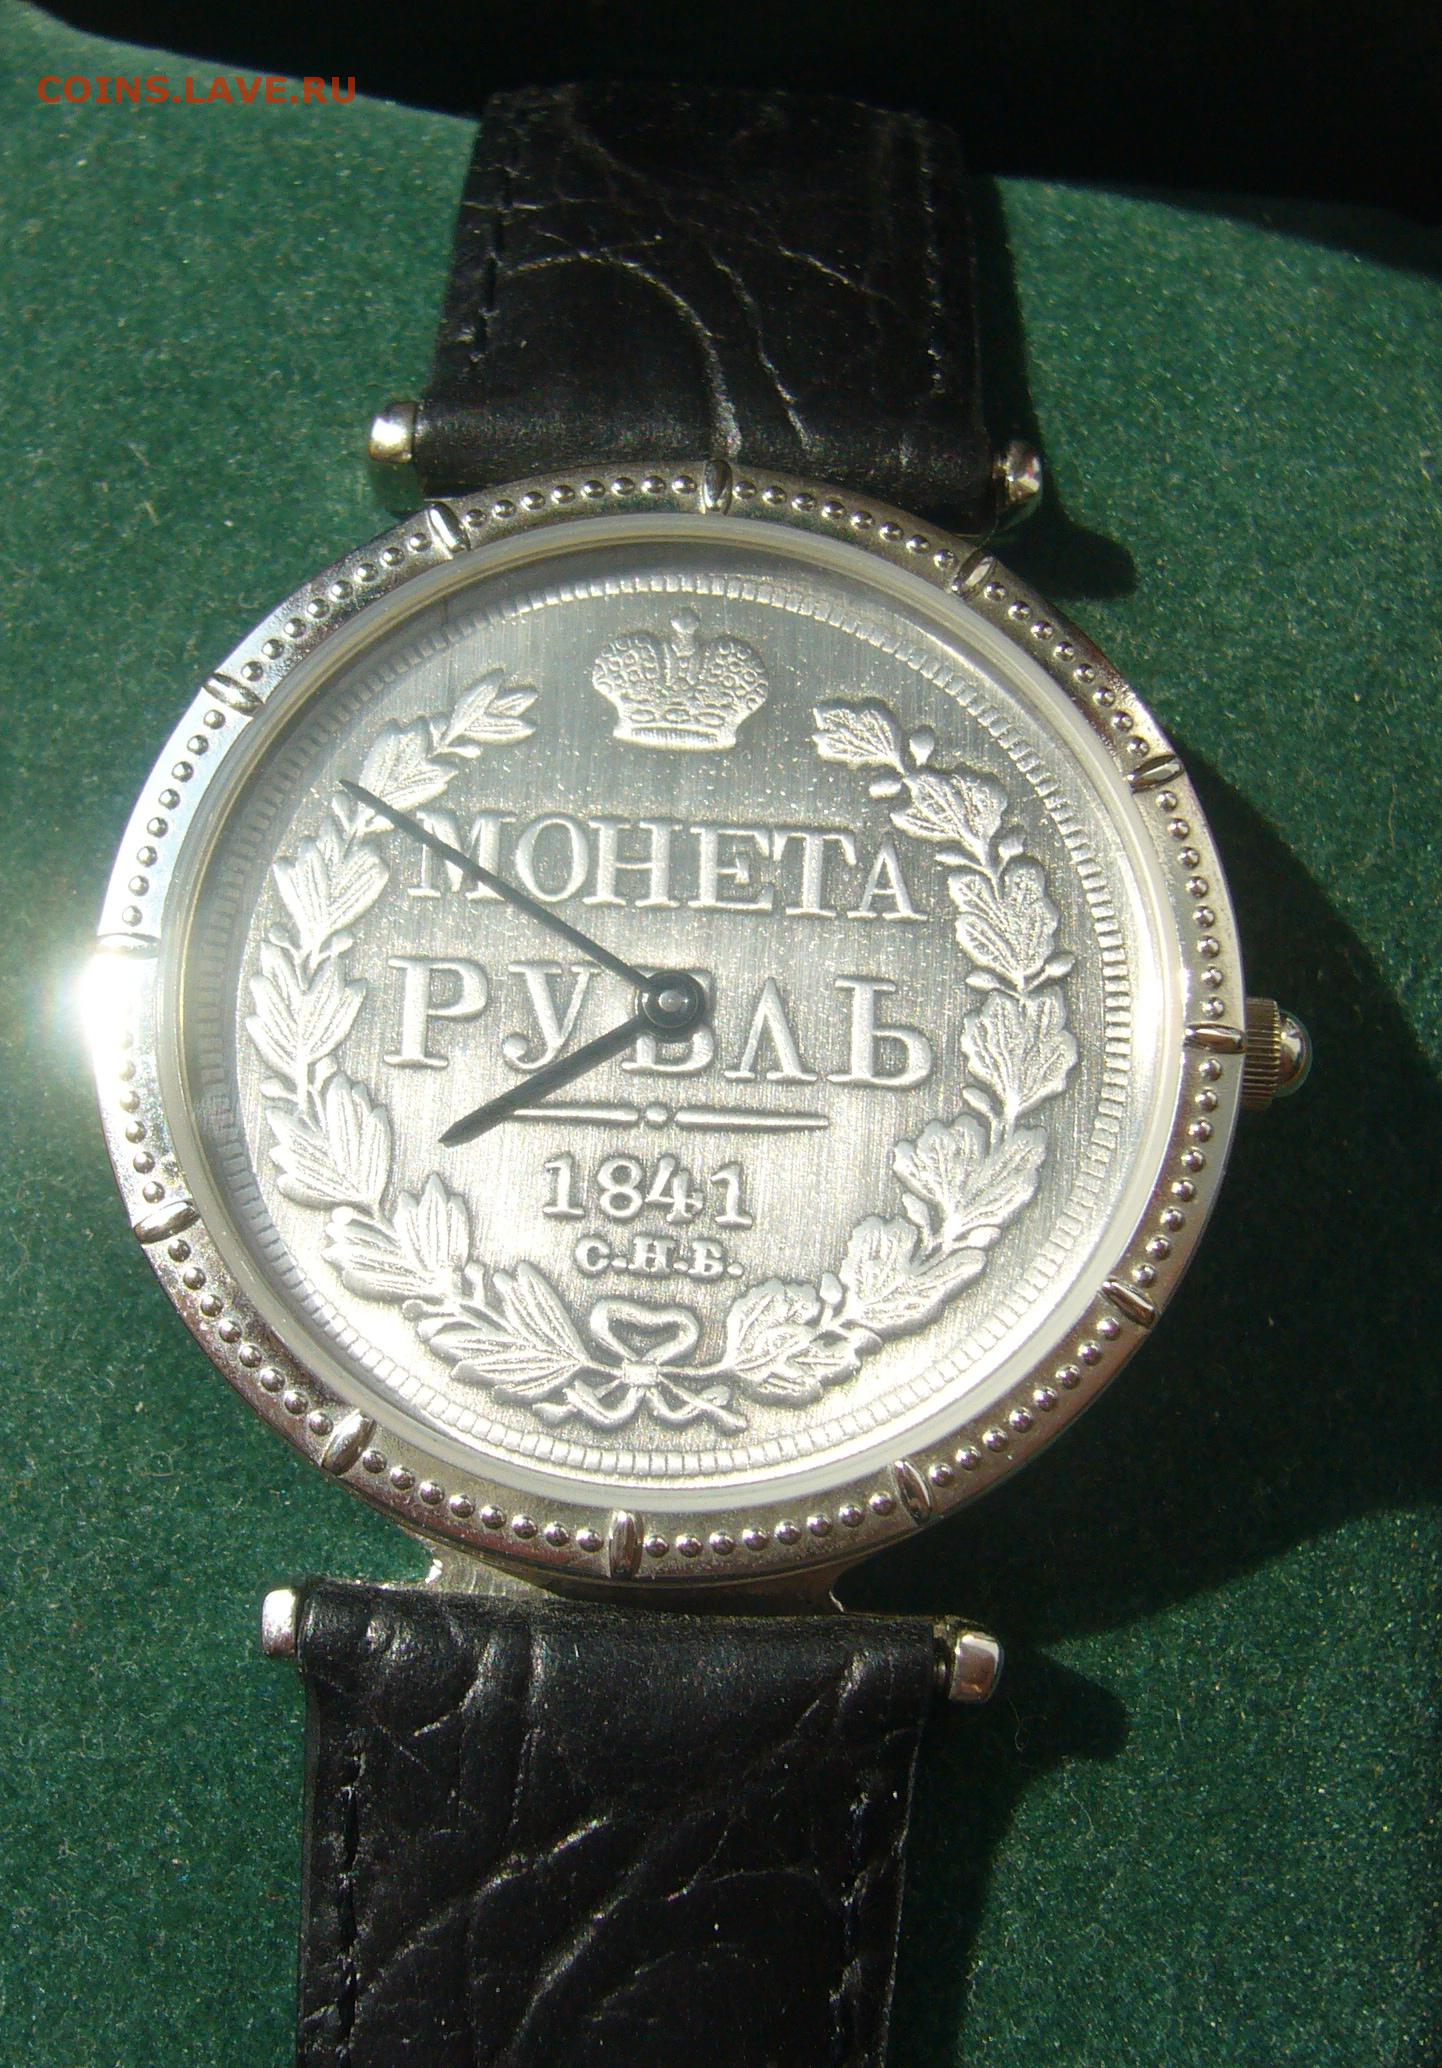 COINS.LAVE.RU
МОНЕТА
РУБЛЬ
1841
С.Н.Б.